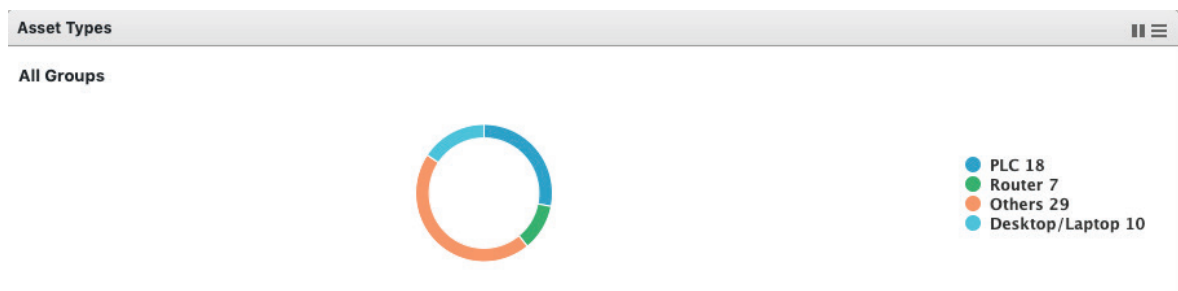 Asset Types
All Groups
PLC 18
Router 7
Others 29
Desktop/Laptop 10